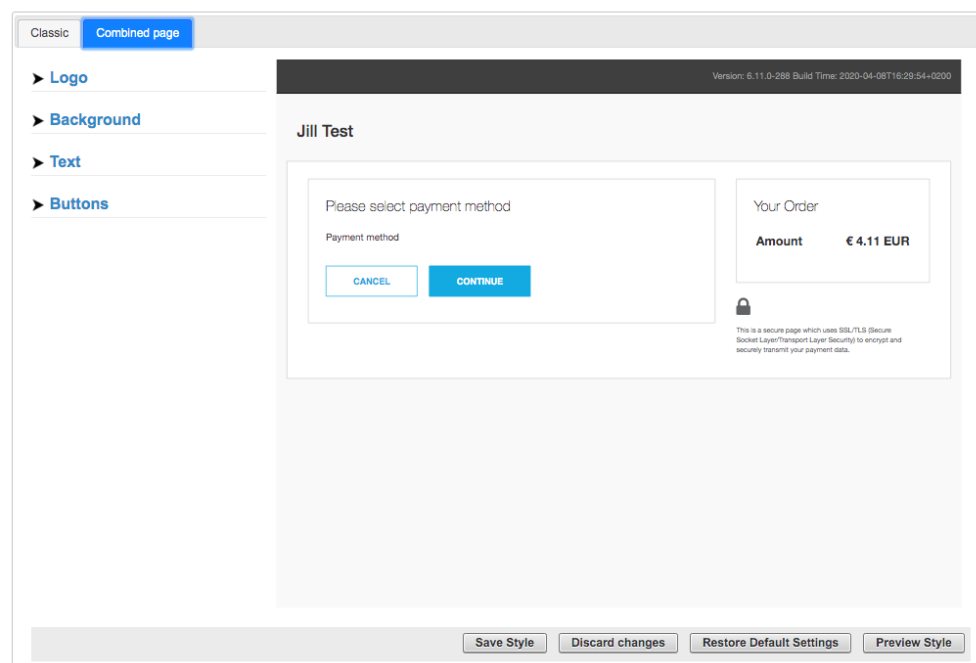 Classic Combined page
Logo
Background
Text
Buttons
Version: 6.11.0-288 Build Time: 2020-04-08T16:29:54+0200
Jill Test
Please select payment method
Payment method
CANCEL CONTINUE
Your Order
Amount € 4.11 EUR
This is a secure page which uses SSL/TLS (Secure
Socket Layer/Transport Layer Security) to encrypt and
securely transmit your payment data.
Save Style Discard changes Restore Default Settings Preview Style